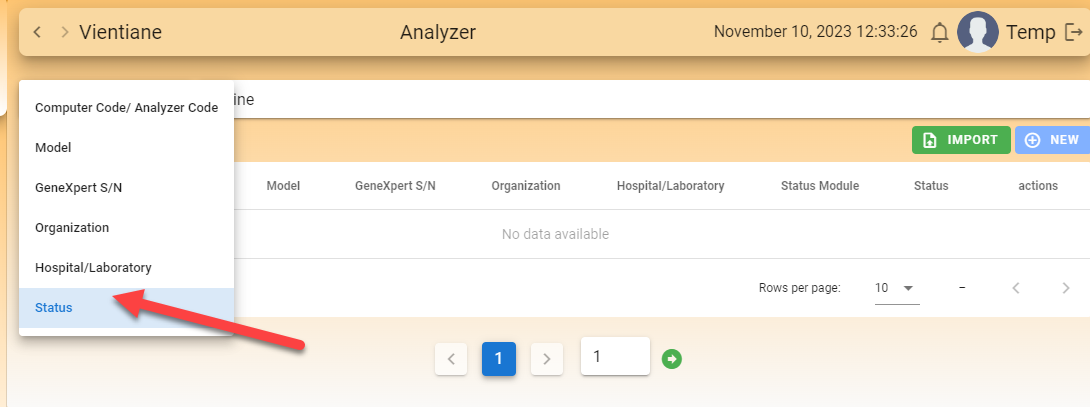 Vientiane
Analyzer
November 10, 2023 12:33:26
Temp
Computer Code/ Analyzer Code
ine
Model
GeneXpert S/N
Organization
Hospital/Laboratory
Status
IMPORT
NEW
Model GeneXpert S/N Organization Hospital/Laboratory Status Module Status actions
No data available
Rows per page: 10 –
1
1